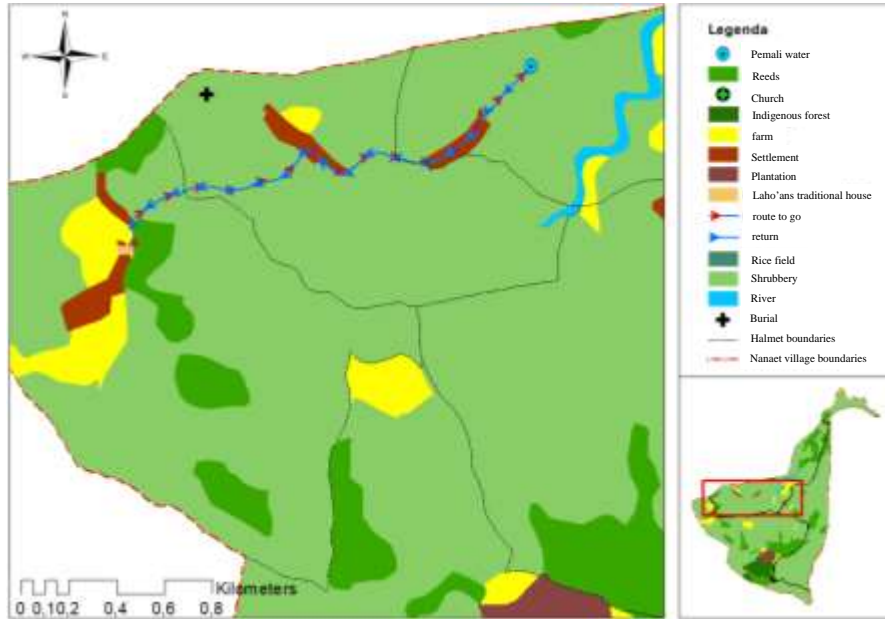 N
W E
S
Kilometers
0 0,10,2 0,4 0,6 0,8
Legenda
Pemali water
Reeds
Church
Indigenous forest
farm
Settlement
Plantation
Laho'ans traditional house
route to go
return
Rice field
Shrubbery
River
Burial
Halmet boundaries
Nanaet village boundaries